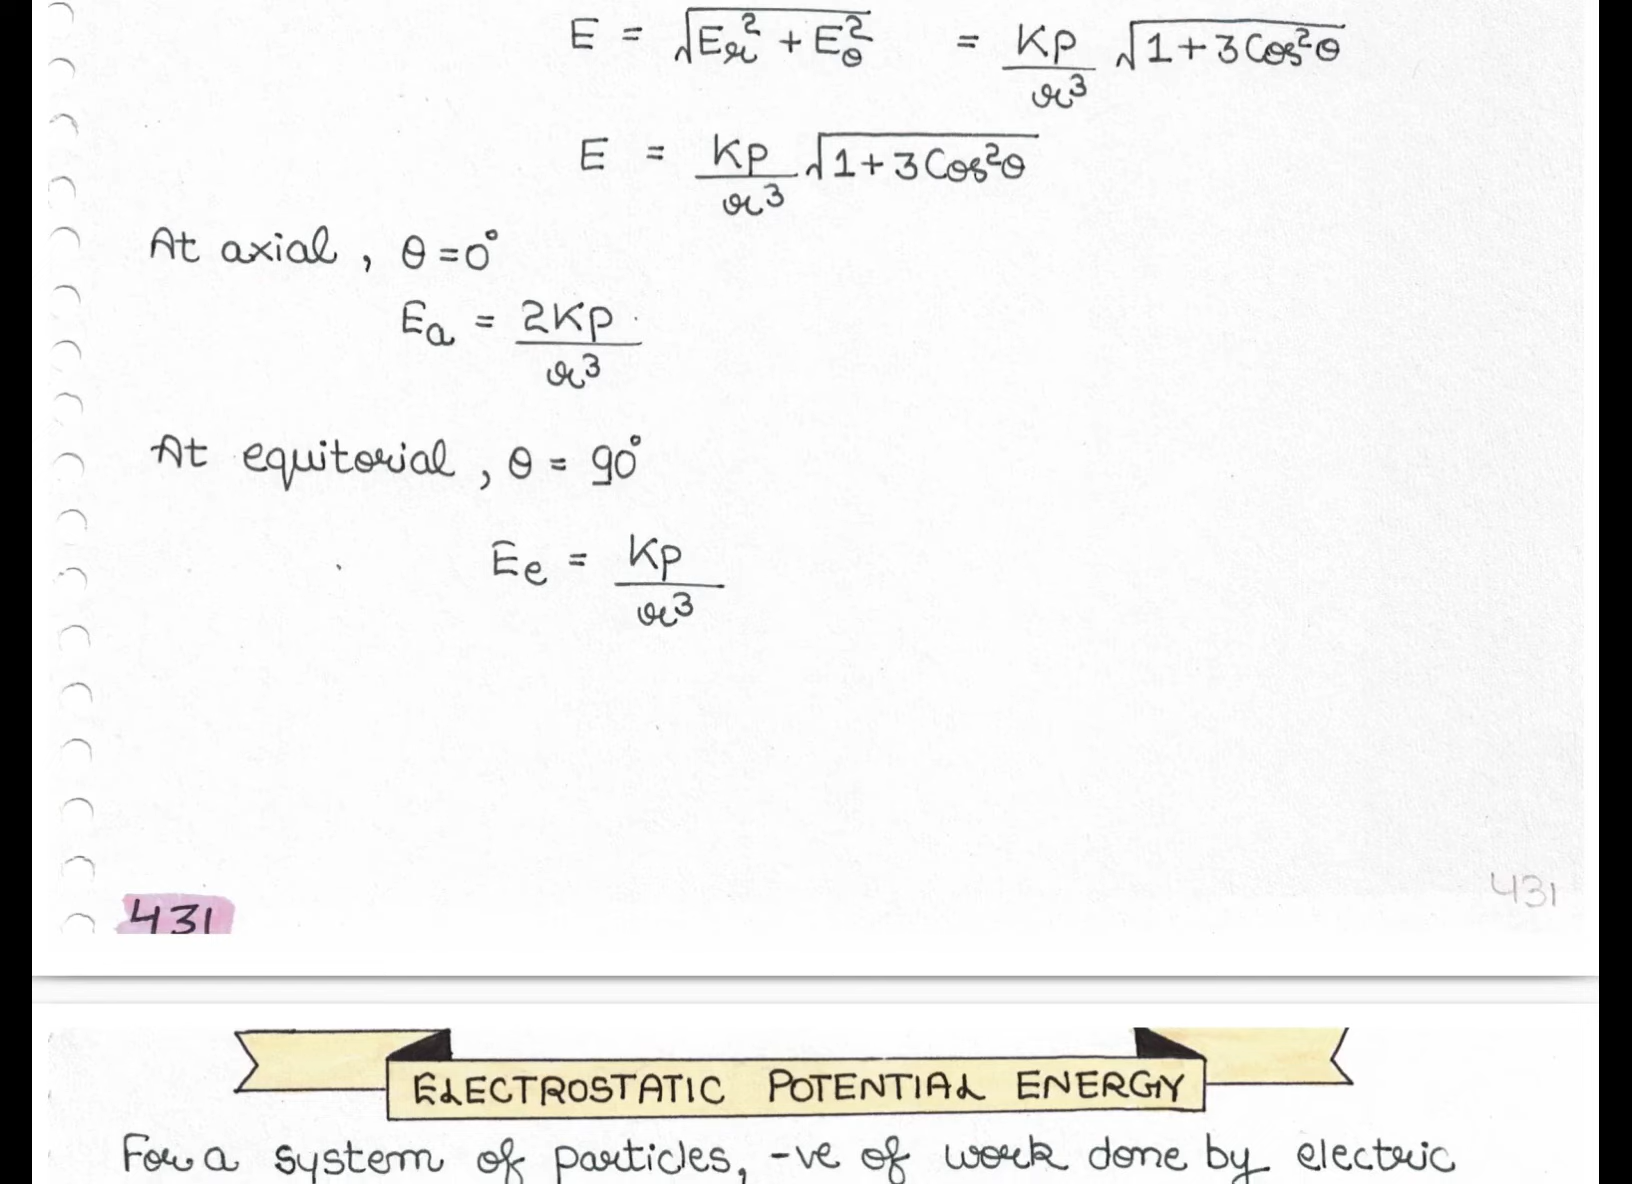 E = √(Er² + Eθ²) = Kp/r³ √(1+3Cos²θ)
E = Kp/r³ √(1+3Cos²θ)
At axial, θ=0°
Ea = 2Kp/r³
At equitorial, θ = 90°
Ee = Kp/r³
431
431
ELECTROSTATIC POTENTIAL ENERGY
For a system of particles, -ve of work done by electric